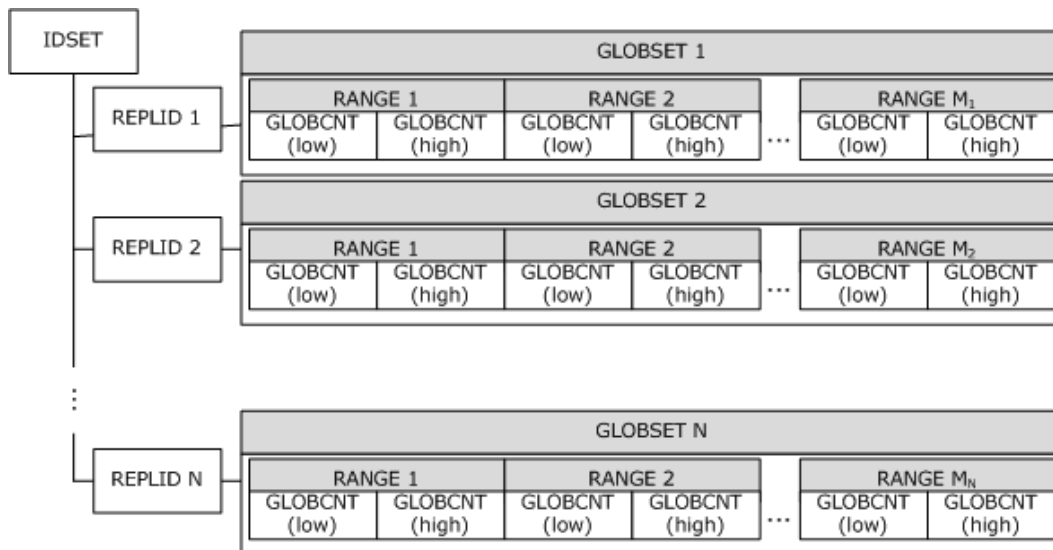 IDSET
GLOBSET 1
REPLID 1
RANGE 1 RANGE 2 RANGE M₁
GLOBCNT GLOBCNT GLOBCNT GLOBCNT GLOBCNT GLOBCNT
(low) (high) (low) (high) ... (low) (high)
GLOBSET 2
REPLID 2
RANGE 1 RANGE 2 RANGE M₂
GLOBCNT GLOBCNT GLOBCNT GLOBCNT GLOBCNT GLOBCNT
(low) (high) (low) (high) ... (low) (high)
...
GLOBSET N
REPLID N
RANGE 1 RANGE 2 RANGE Mɴ
GLOBCNT GLOBCNT GLOBCNT GLOBCNT GLOBCNT GLOBCNT
(low) (high) (low) (high) ... (low) (high)